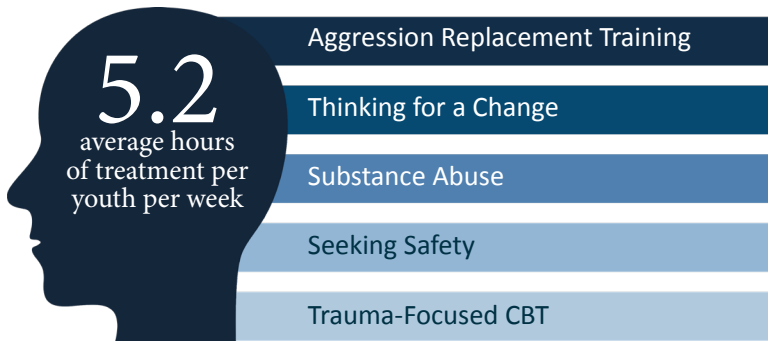 5.2
average hours
of treatment per
youth per week
Aggression Replacement Training
Thinking for a Change
Substance Abuse
Seeking Safety
Trauma-Focused CBT